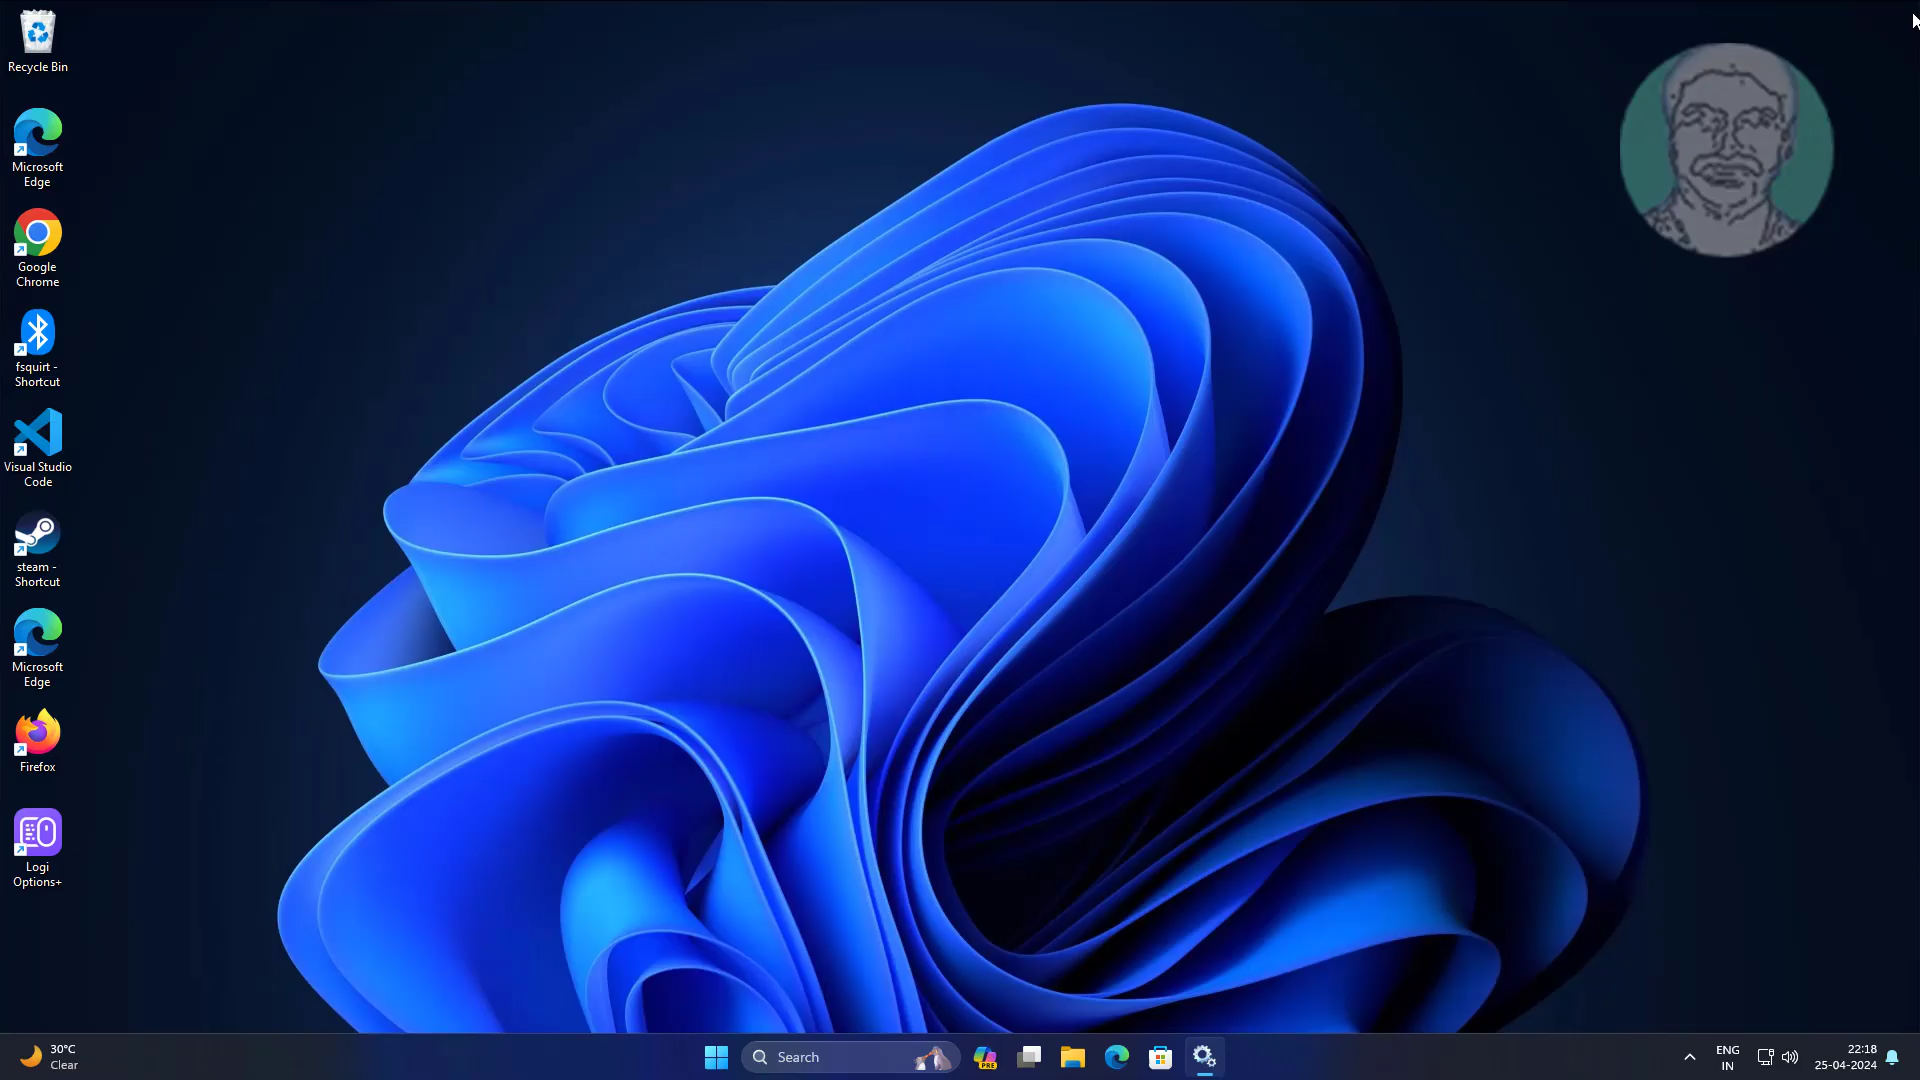 Recycle Bin
Microsoft
Edge
Google
Chrome
fsquirt -
Shortcut
Visual Studio
Code
steam -
Shortcut
Microsoft
Edge
Firefox
Logi
Options+
30°C
Clear
Search
PRE
ENG
IN
22:18
25-04-2024